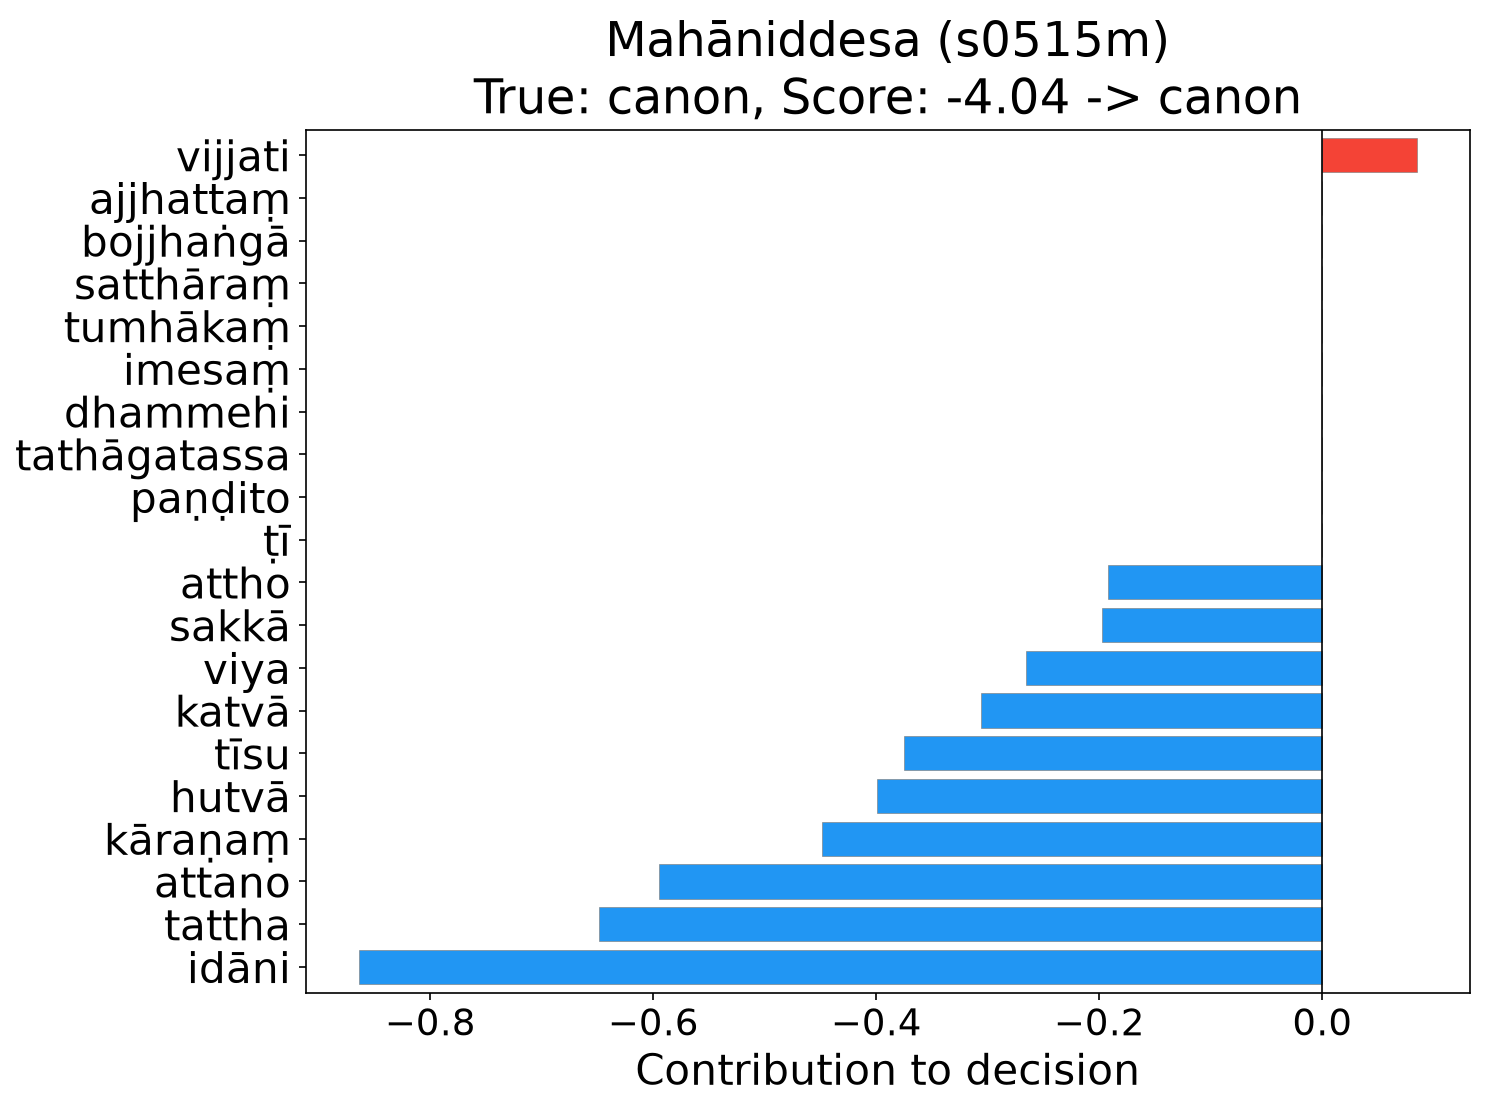 Mahāniddesa (s0515m)
True: canon, Score: -4.04 -> canon
vijjati
ajjhattaṃ
bojjhaṅgā
satthāraṃ
tumhākaṃ
imesaṃ
dhammehi
tathāgatassa
paṇḍito
ṭī
attho
sakkā
viya
katvā
tīsu
hutvā
kāraṇaṃ
attano
tattha
idāni
−0.8 −0.6 −0.4 −0.2 0.0
Contribution to decision